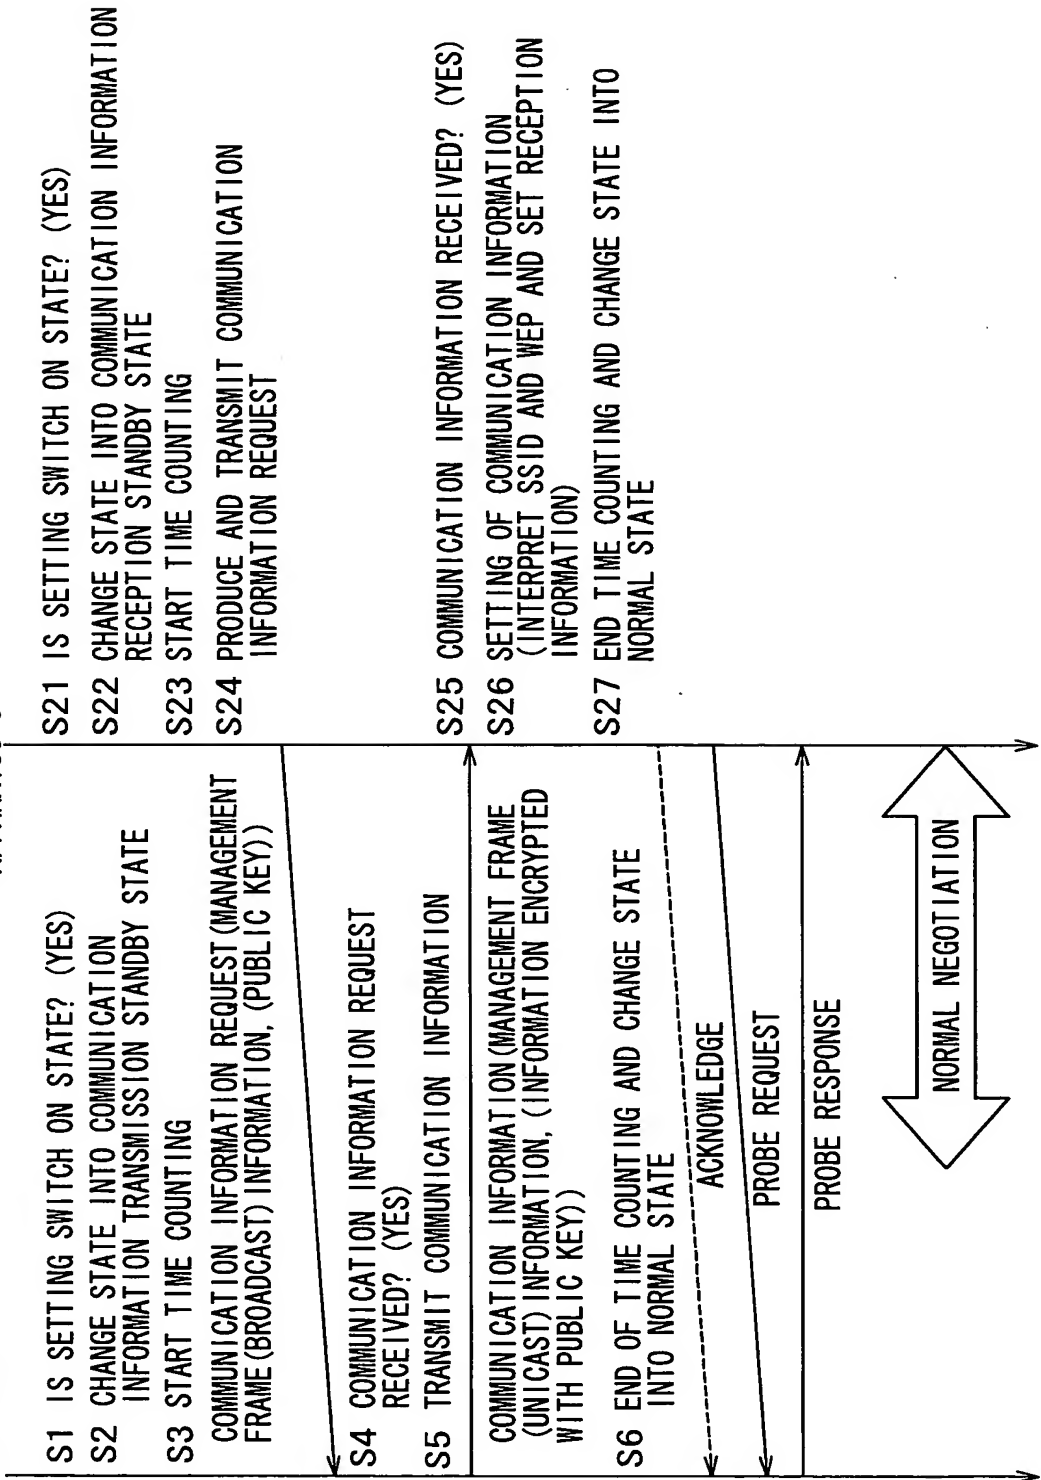 S1 IS SETTING SWITCH ON STATE? (YES)
S2 CHANGE STATE INTO COMMUNICATION
INFORMATION TRANSMISSION STANDBY STATE
S3 START TIME COUNTING
COMMUNICATION INFORMATION REQUEST(MANAGEMENT
FRAME(BROADCAST)INFORMATION,(PUBLIC KEY))
S4 COMMUNICATION INFORMATION REQUEST
RECEIVED? (YES)
S5 TRANSMIT COMMUNICATION INFORMATION
COMMUNICATION INFORMATION(MANAGEMENT FRAME
(UNICAST)INFORMATION,(INFORMATION ENCRYPTED
WITH PUBLIC KEY))
S6 END OF TIME COUNTING AND CHANGE STATE
INTO NORMAL STATE
ACKNOWLEDGE
PROBE REQUEST
PROBE RESPONSE
NORMAL NEGOTIATION
S21 IS SETTING SWITCH ON STATE? (YES)
S22 CHANGE STATE INTO COMMUNICATION INFORMATION
RECEPTION STANDBY STATE
S23 START TIME COUNTING
S24 PRODUCE AND TRANSMIT COMMUNICATION
INFORMATION REQUEST
S25 COMMUNICATION INFORMATION RECEIVED? (YES)
S26 SETTING OF COMMUNICATION INFORMATION
(INTERPRET SSID AND WEP AND SET RECEPTION
INFORMATION)
S27 END TIME COUNTING AND CHANGE STATE INTO
NORMAL STATE